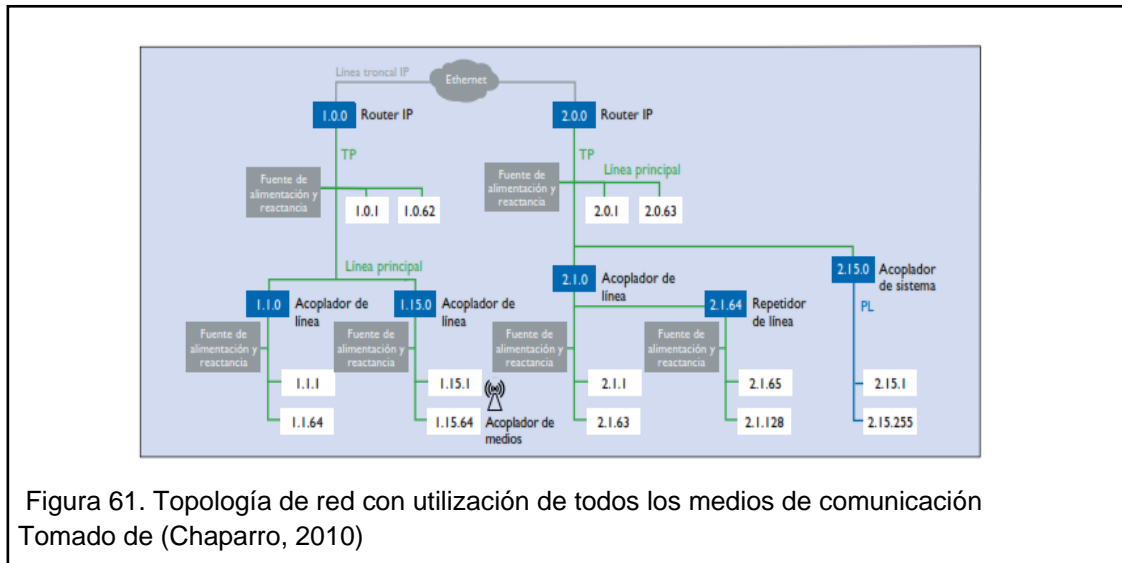 Línea troncal IP
Ethernet
1.0.0 Router IP
2.0.0 Router IP
TP
TP
Línea principal
Fuente de
alimentación y
reactancia
Fuente de
alimentación y
reactancia
1.0.1
1.0.62
2.0.1
2.0.63
Línea principal
1.1.0 Acoplador de
línea
1.15.0 Acoplador de
línea
2.1.0 Acoplador de
línea
2.1.64 Repetidor
de línea
2.15.0 Acoplador
de sistema
PL
Fuente de
alimentación y
reactancia
Fuente de
alimentación y
reactancia
Fuente de
alimentación y
reactancia
Fuente de
alimentación y
reactancia
1.1.1
1.15.1
2.1.1
2.1.65
2.15.1
1.1.64
1.15.64
Acoplador de
medios
2.1.63
2.1.128
2.15.255
Figura 61. Topología de red con utilización de todos los medios de comunicación
Tomado de (Chaparro, 2010)